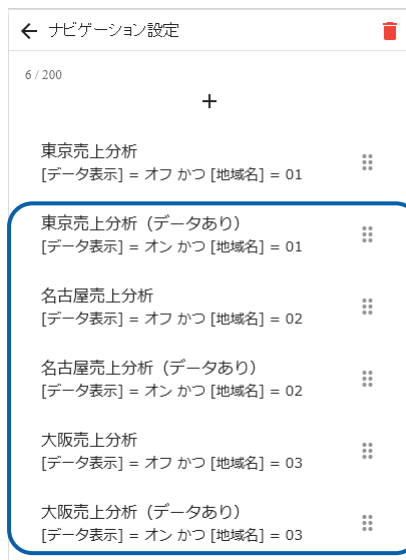 ナビゲーション設定
6 / 200
+
東京売上分析
[データ表示] = オフ かつ [地域名] = 01
東京売上分析（データあり）
[データ表示] = オン かつ [地域名] = 01
名古屋売上分析
[データ表示] = オフ かつ [地域名] = 02
名古屋売上分析（データあり）
[データ表示] = オン かつ [地域名] = 02
大阪売上分析
[データ表示] = オフ かつ [地域名] = 03
大阪売上分析（データあり）
[データ表示] = オン かつ [地域名] = 03